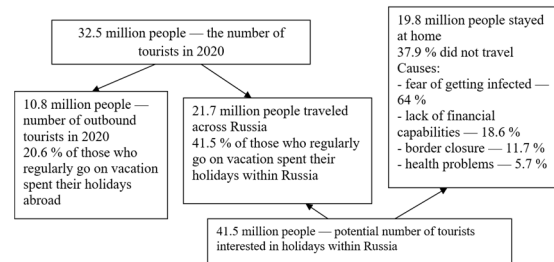 32.5 million people — the number of
tourists in 2020
10.8 million people —
number of outbound
tourists in 2020
20.6 % of those who
regularly go on vacation
spent their holidays
abroad
21.7 million people traveled
across Russia
41.5 % of those who regularly
go on vacation spent their
holidays within Russia
19.8 million people stayed
at home
37.9 % did not travel
Causes:
- fear of getting infected —
64 %
- lack of financial
capabilities — 18.6 %
- border closure — 11.7 %
- health problems — 5.7 %
41.5 million people — potential number of tourists
interested in holidays within Russia